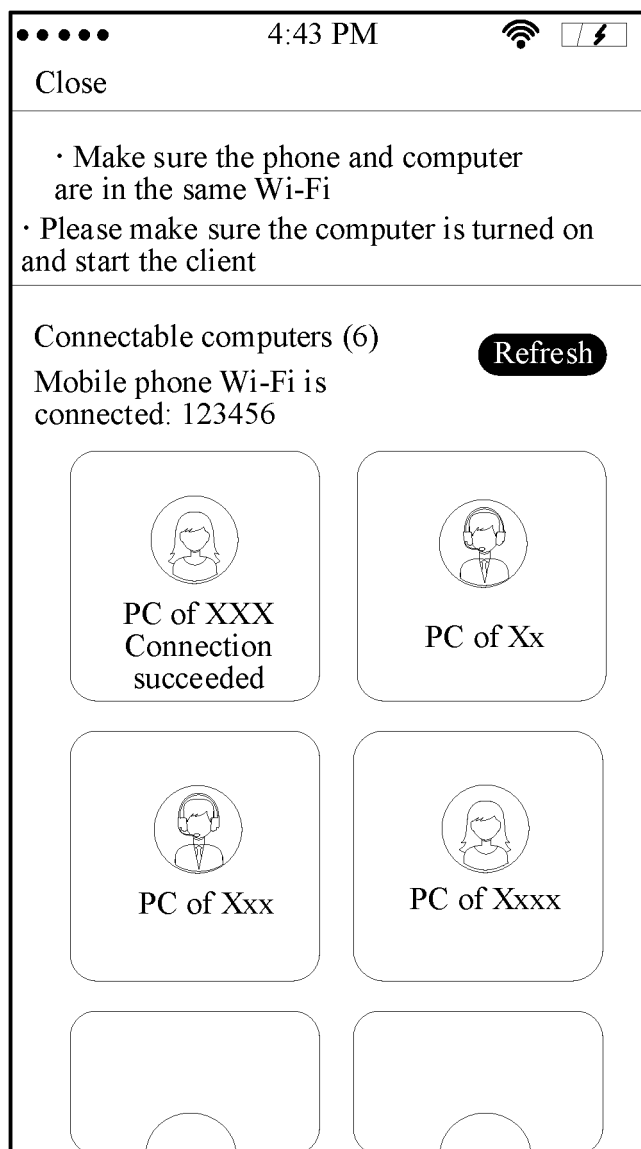 4:43 PM
Close
· Make sure the phone and computer
are in the same Wi-Fi
· Please make sure the computer is turned on
and start the client
Connectable computers (6)
Refresh
Mobile phone Wi-Fi is
connected: 123456
PC of XXX
Connection
succeeded
PC of Xx
PC of Xxx
PC of Xxxx